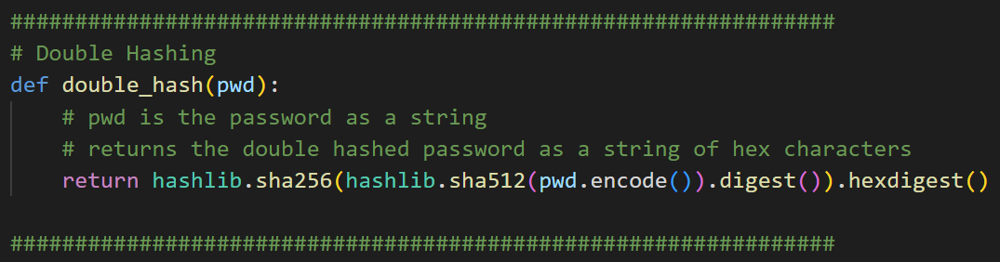 ################################################################
# Double Hashing
def double_hash(pwd):
    # pwd is the password as a string
    # returns the double hashed password as a string of hex characters
    return hashlib.sha256(hashlib.sha512(pwd.encode()).digest()).hexdigest()
################################################################